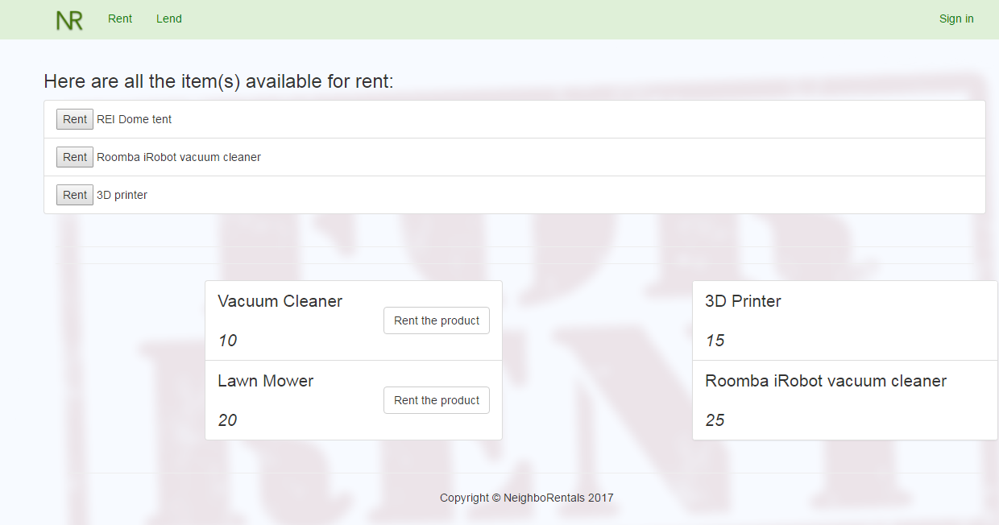 NR Rent Lend Sign in
Here are all the item(s) available for rent:
Rent REI Dome tent
Rent Roomba iRobot vacuum cleaner
Rent 3D printer
FOR
RENT
Vacuum Cleaner
Rent the product
10
Lawn Mower
Rent the product
20
3D Printer
15
Roomba iRobot vacuum cleaner
25
Copyright © NeighboRentals 2017